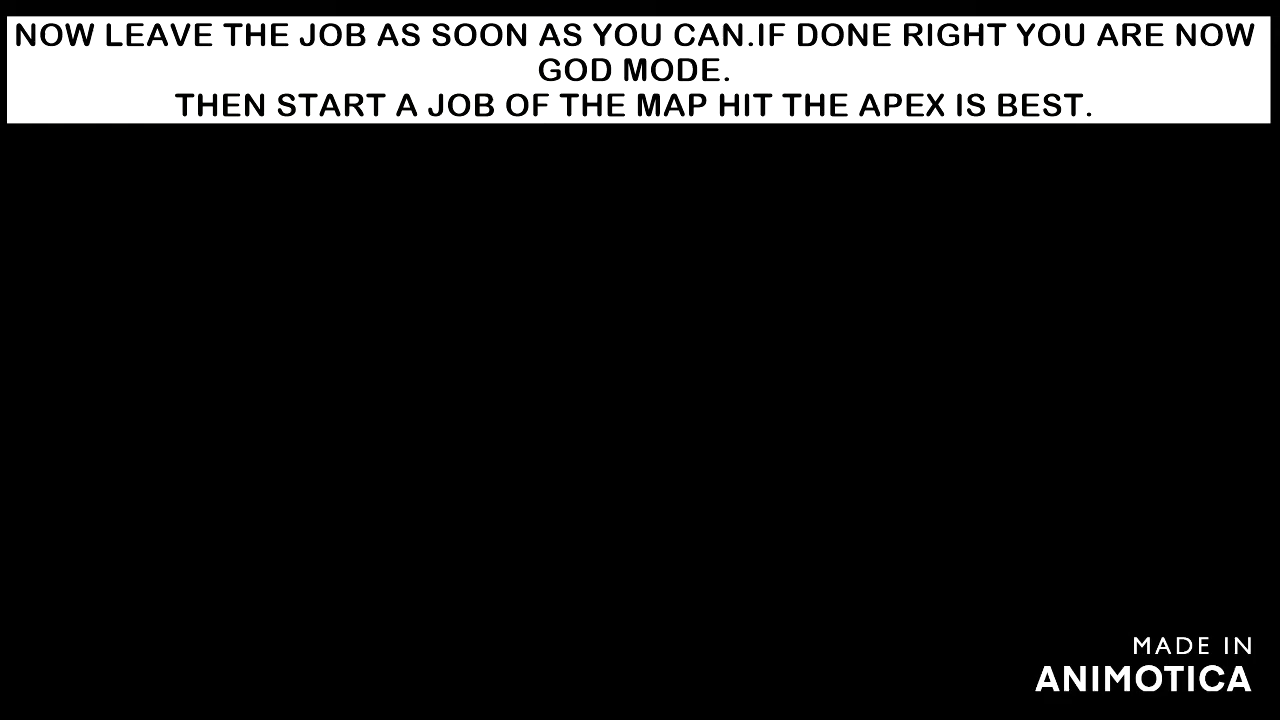 NOW LEAVE THE JOB AS SOON AS YOU CAN.IF DONE RIGHT YOU ARE NOW
GOD MODE.
THEN START A JOB OF THE MAP HIT THE APEX IS BEST.
MADE IN
ANIMOTICA